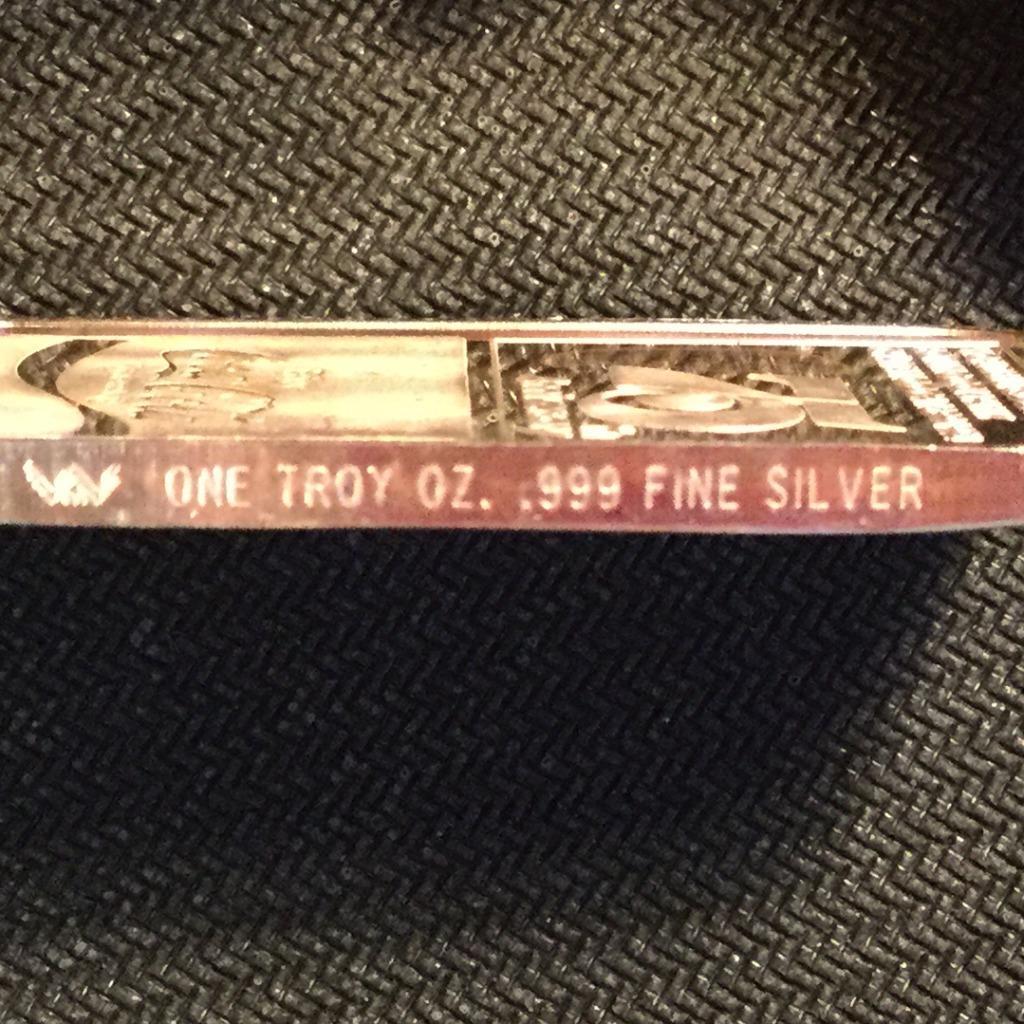 ONE TROY OZ. .999 FINE SILVER